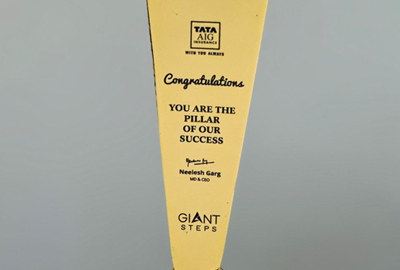 TATA
AIG
INSURANCE
WITH YOU ALWAYS
Congratulations
YOU ARE THE
PILLAR
OF OUR
SUCCESS
Neelesh Garg
MD & CEO
GIANT
STEPS